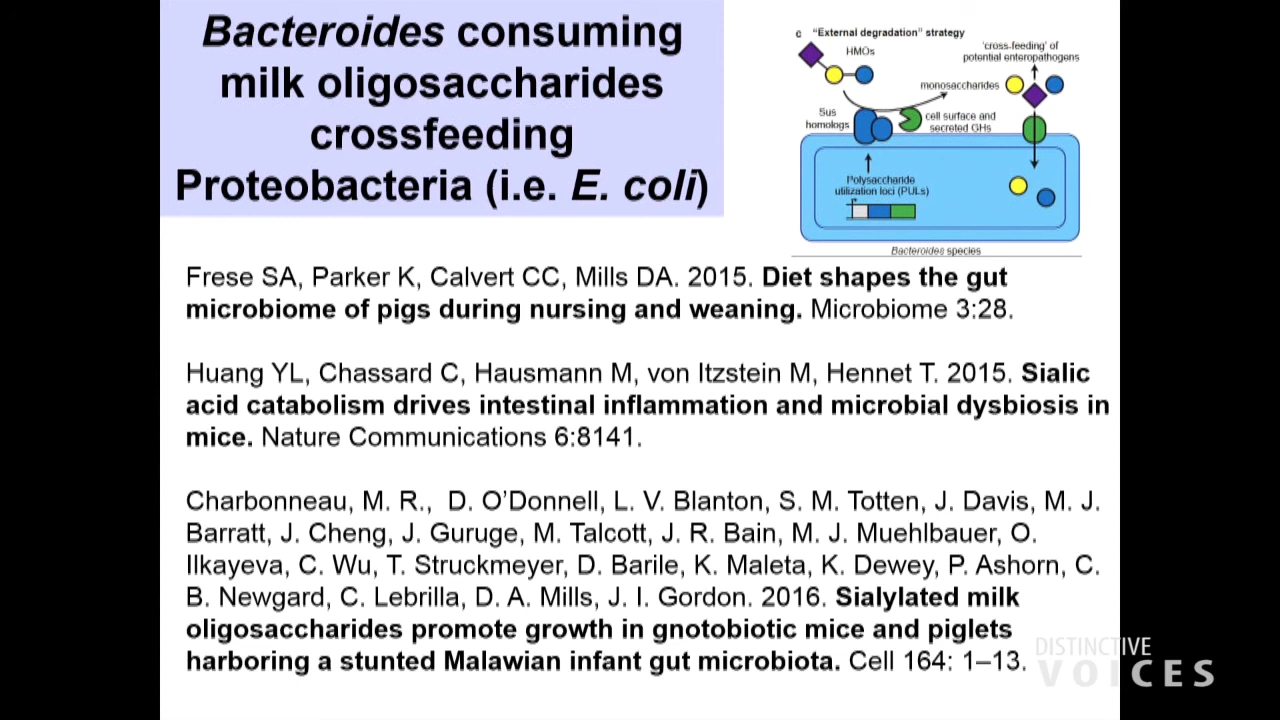 Bacteroides consuming
milk oligosaccharides
crossfeeding
Proteobacteria (i.e. E. coli)
c "External degradation" strategy
HMOs
'cross-feeding' of
potential enteropathogens
monosaccharides
Sus
homologs
cell surface and
secreted GHs
Polysaccharide
utilization loci (PULs)
Bacteroides species
Frese SA, Parker K, Calvert CC, Mills DA. 2015. Diet shapes the gut
microbiome of pigs during nursing and weaning. Microbiome 3:28.
Huang YL, Chassard C, Hausmann M, von Itzstein M, Hennet T. 2015. Sialic
acid catabolism drives intestinal inflammation and microbial dysbiosis in
mice. Nature Communications 6:8141.
Charbonneau, M. R., D. O'Donnell, L. V. Blanton, S. M. Totten, J. Davis, M. J.
Barratt, J. Cheng, J. Guruge, M. Talcott, J. R. Bain, M. J. Muehlbauer, O.
Ilkayeva, C. Wu, T. Struckmeyer, D. Barile, K. Maleta, K. Dewey, P. Ashorn, C.
B. Newgard, C. Lebrilla, D. A. Mills, J. I. Gordon. 2016. Sialylated milk
oligosaccharides promote growth in gnotobiotic mice and piglets
harboring a stunted Malawian infant gut microbiota. Cell 164: 1–13.
DISTINCTIVE
VOICES